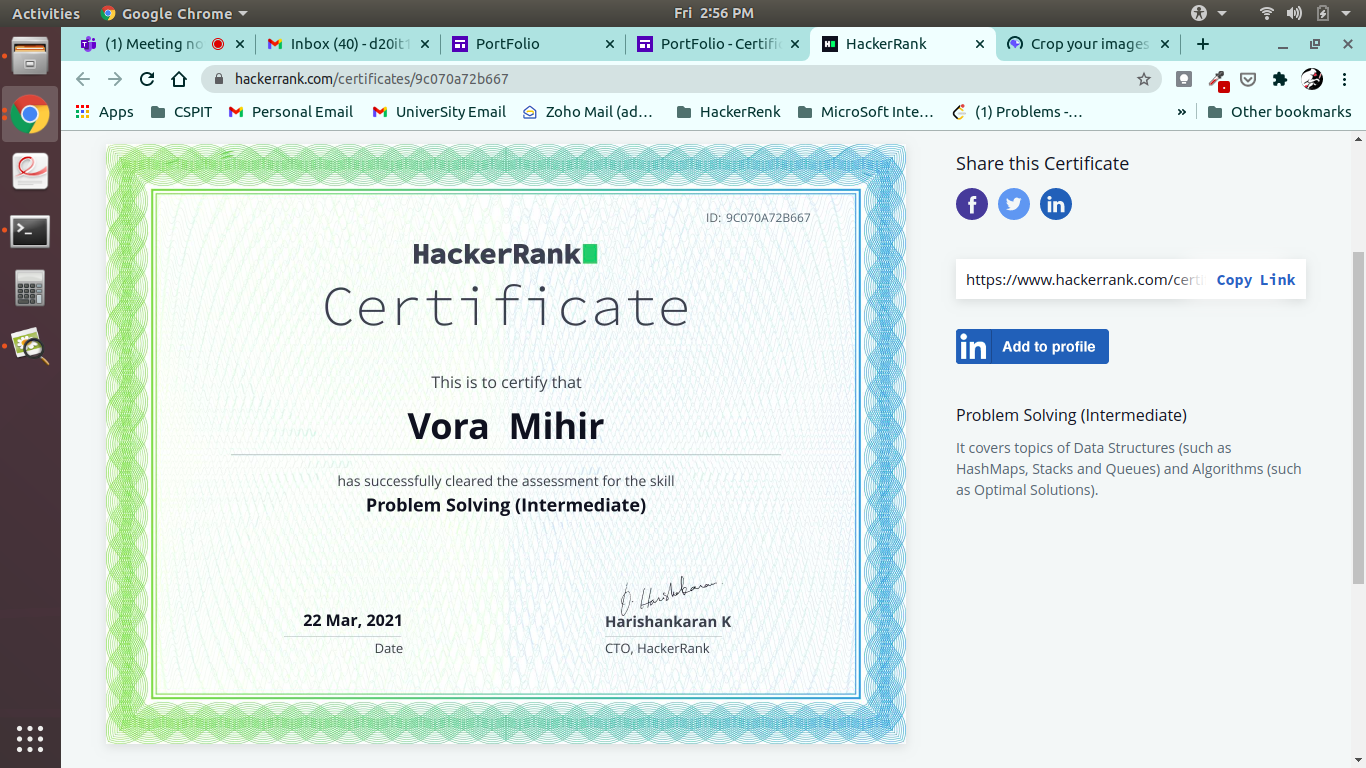 Activities Google Chrome Fri 2:56 PM
(1) Meeting no Inbox (40) - d20it1 PortFolio PortFolio - Certific HackerRank Crop your images
hackerrank.com/certificates/9c070a72b667
Apps CSPIT Personal Email UniverSity Email Zoho Mail (ad... HackerRenk MicroSoft Inte... (1) Problems -... » Other bookmarks
ID: 9C070A72B667
HackerRank
Certificate
This is to certify that
Vora Mihir
has successfully cleared the assessment for the skill
Problem Solving (Intermediate)
22 Mar, 2021
Date
Harishankaran K
CTO, HackerRank
Share this Certificate
https://www.hackerrank.com/certi Copy Link
in Add to profile
Problem Solving (Intermediate)
It covers topics of Data Structures (such as
HashMaps, Stacks and Queues) and Algorithms (such
as Optimal Solutions).